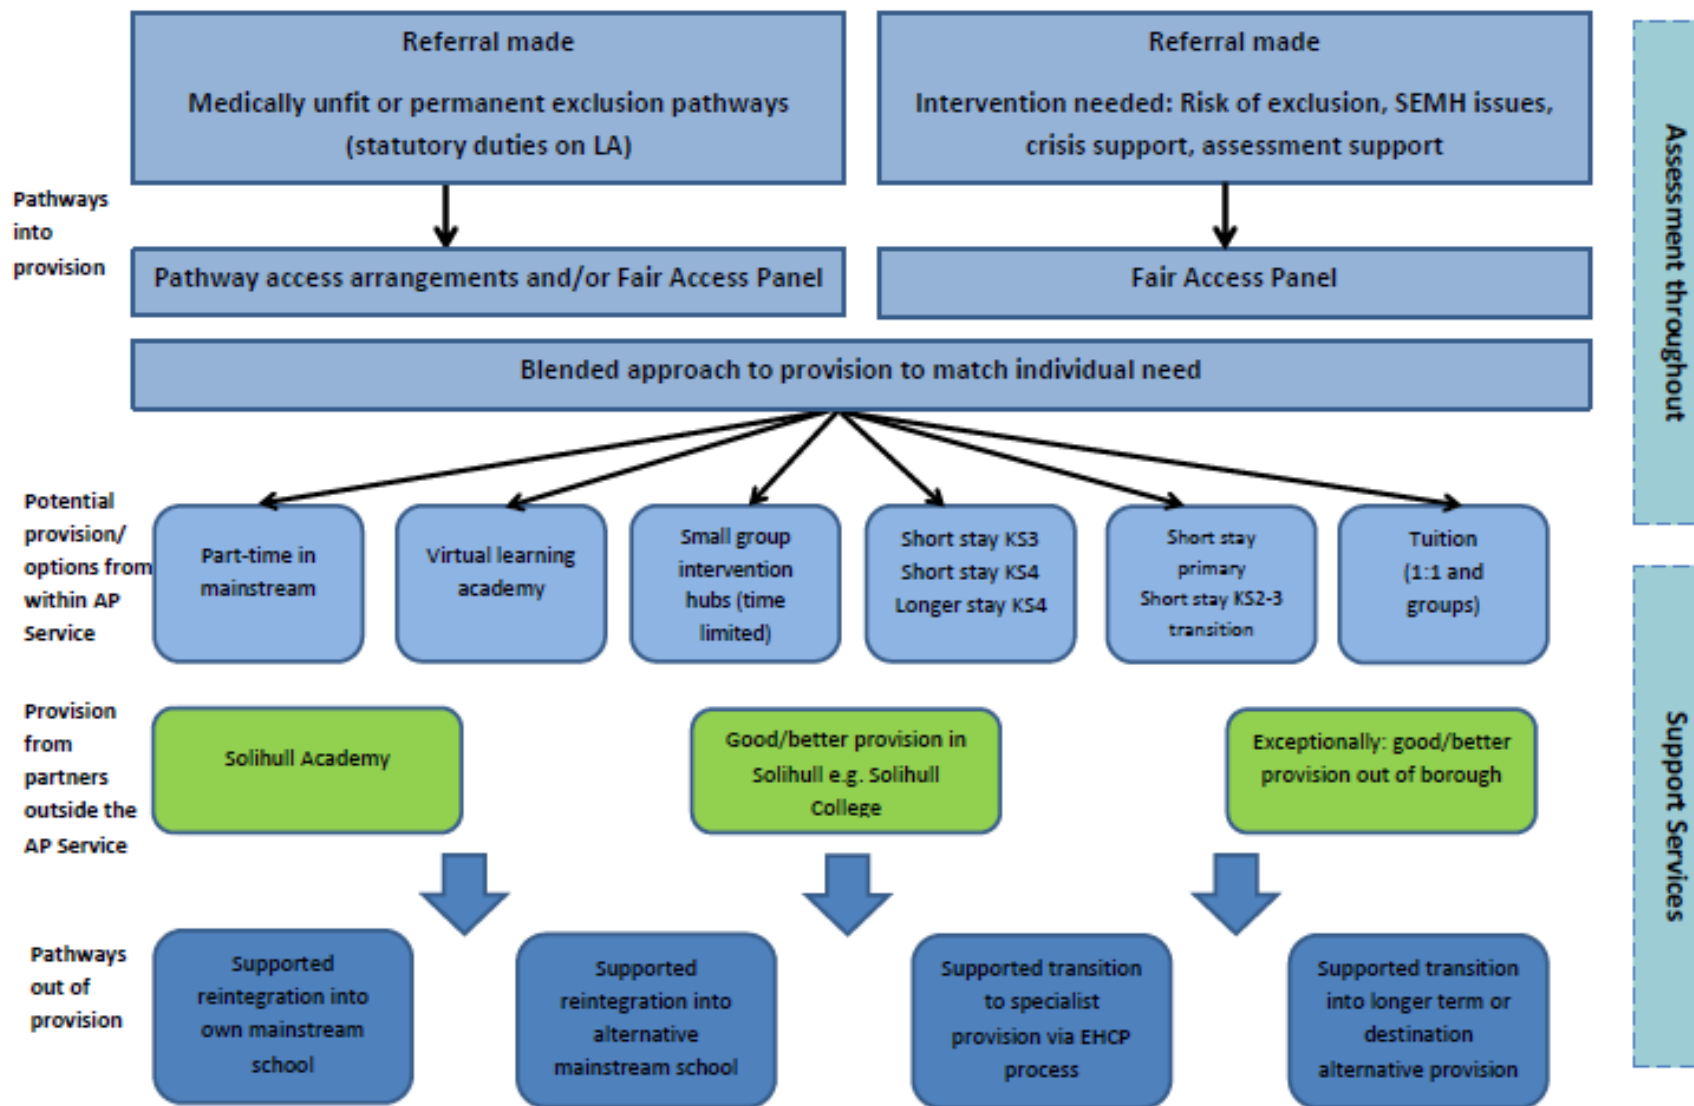 Referral made
Medically unfit or permanent exclusion pathways
(statutory duties on LA)
Referral made
Intervention needed: Risk of exclusion, SEMH issues,
crisis support, assessment support
Pathways
into
provision
Pathway access arrangements and/or Fair Access Panel
Fair Access Panel
Blended approach to provision to match individual need
Assessment throughout
Potential
provision/
options from
within AP
Service
Part-time in
mainstream
Virtual learning
academy
Small group
intervention
hubs (time
limited)
Short stay KS3
Short stay KS4
Longer stay KS4
Short stay
primary
Short stay KS2-3
transition
Tuition
(1:1 and
groups)
Provision
from
partners
outside the
AP Service
Solihull Academy
Good/better provision in
Solihull e.g. Solihull
College
Exceptionally: good/better
provision out of borough
Support Services
Pathways
out of
provision
Supported
reintegration into
own mainstream
school
Supported
reintegration into
alternative
mainstream school
Supported transition
to specialist
provision via EHCP
process
Supported transition
into longer term or
destination
alternative provision